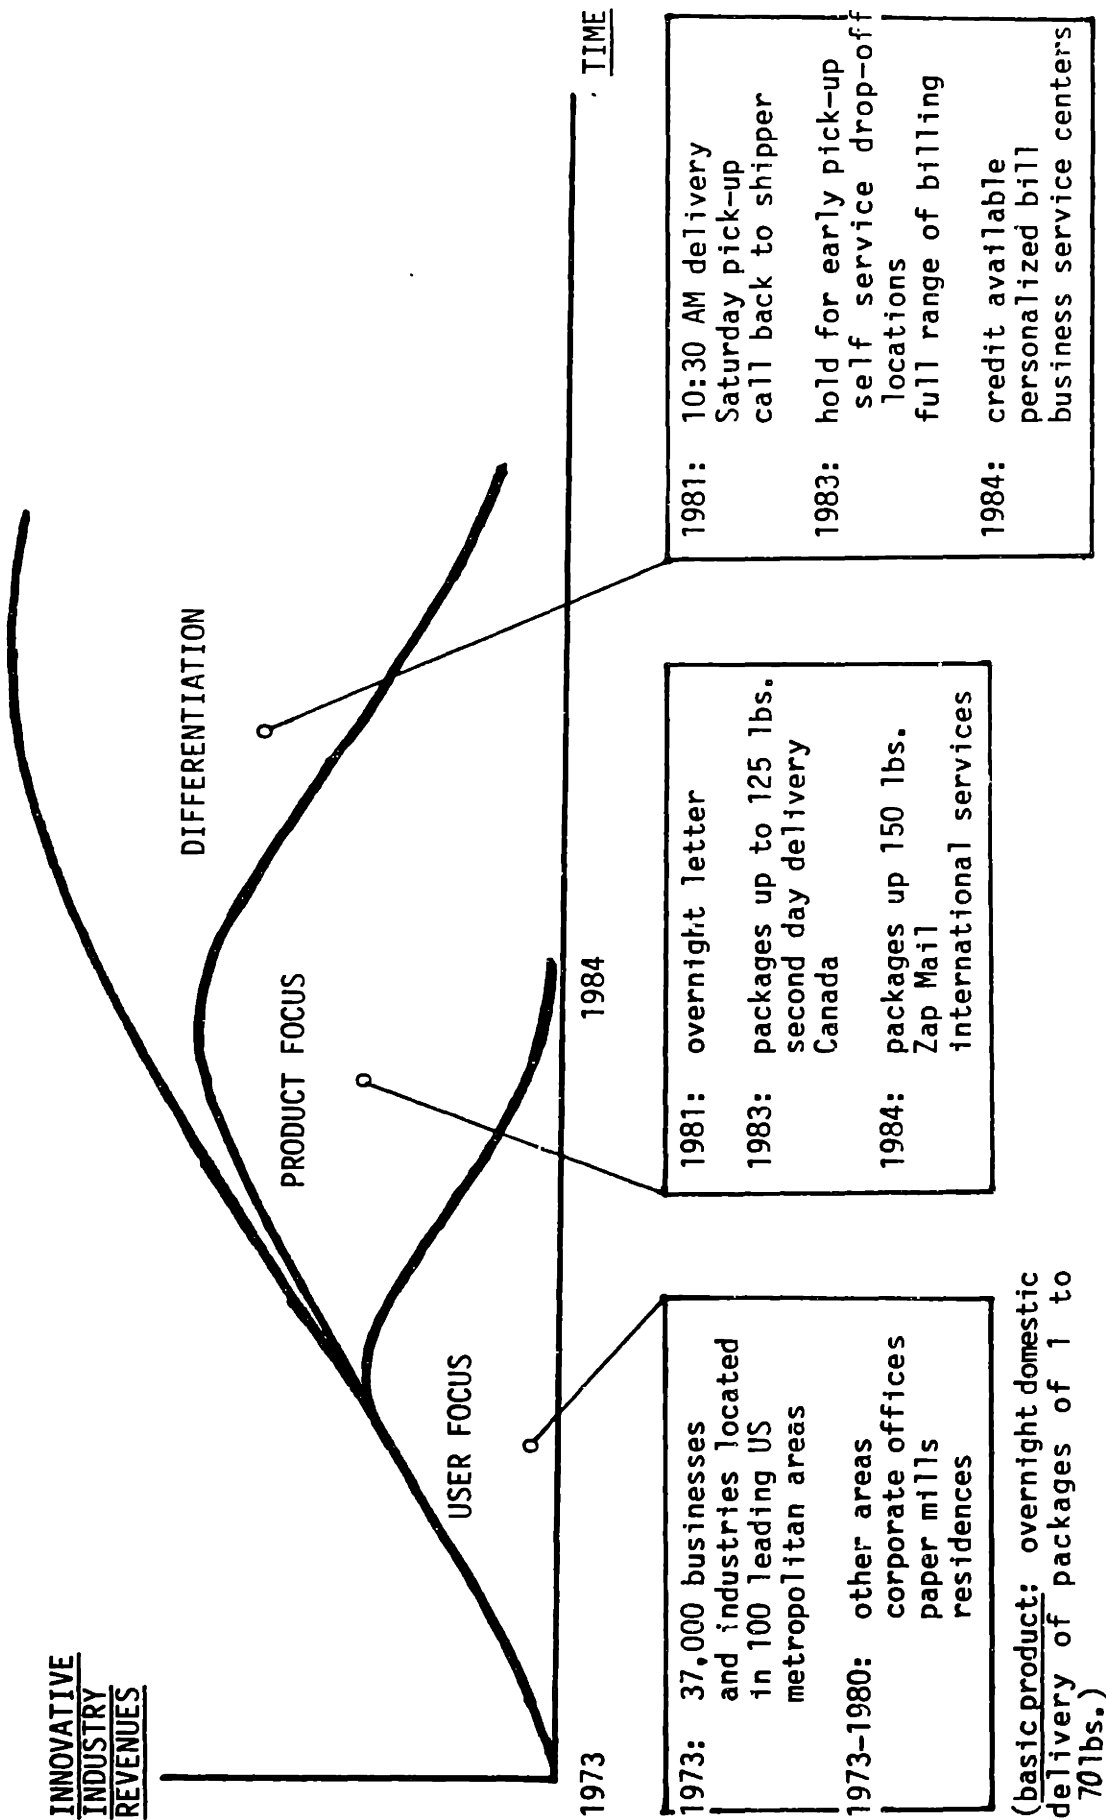 INNOVATIVE
INDUSTRY
REVENUES
DIFFERENTIATION
PRODUCT FOCUS
USER FOCUS
1973
1984
TIME
1973: 37,000 businesses
and industries located
in 100 leading US
metropolitan areas
1973-1980: other areas
corporate offices
paper mills
residences
(basic product: overnight domestic
delivery of packages of 1 to
70 lbs.)
1981: overnight letter
1983: packages up to 125 lbs.
second day delivery
Canada
1984: packages up 150 lbs.
Zap Mail
international services
1981: 10:30 AM delivery
Saturday pick-up
call back to shipper
1983: hold for early pick-up
self service drop-off
locations
full range of billing
1984: credit available
personalized bill
business service centers